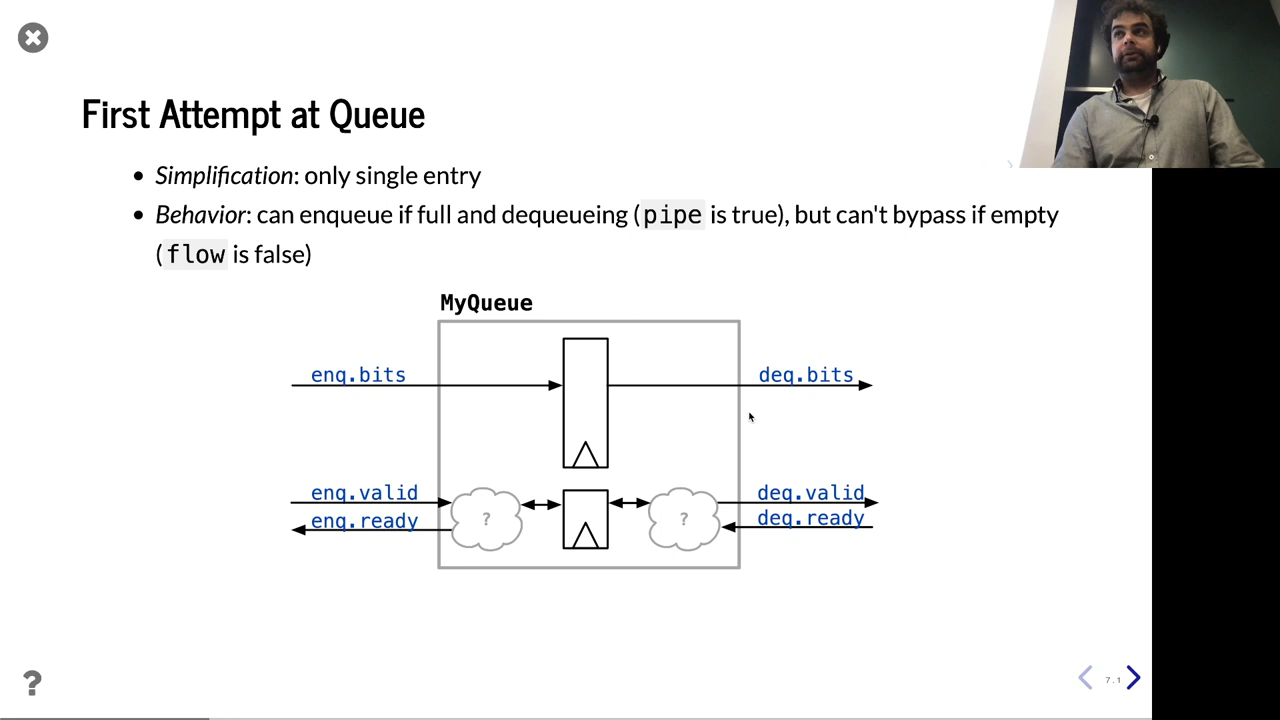 First Attempt at Queue
Simplification: only single entry
Behavior: can enqueue if full and dequeueing (pipe is true), but can't bypass if empty
(flow is false)
MyQueue
enq.bits
deq.bits
enq.valid
deq.valid
enq.ready
deq.ready
?
?
?
7.1